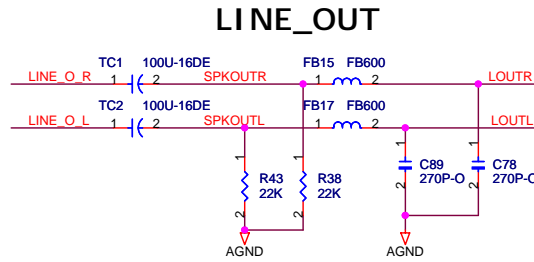 LINE_OUT
TC1 100U-16DE FB15 FB600
LINE_O_R 1 2 SPKOUTR 1 2 LOUTR
TC2 100U-16DE FB17 FB600
LINE_O_L 1 2 SPKOUTL 1 2 LOUTL
1 1 1 1
R43 R38 C89 C78
22K 22K 270P-O 270P-O
2 2 2 2
AGND AGND